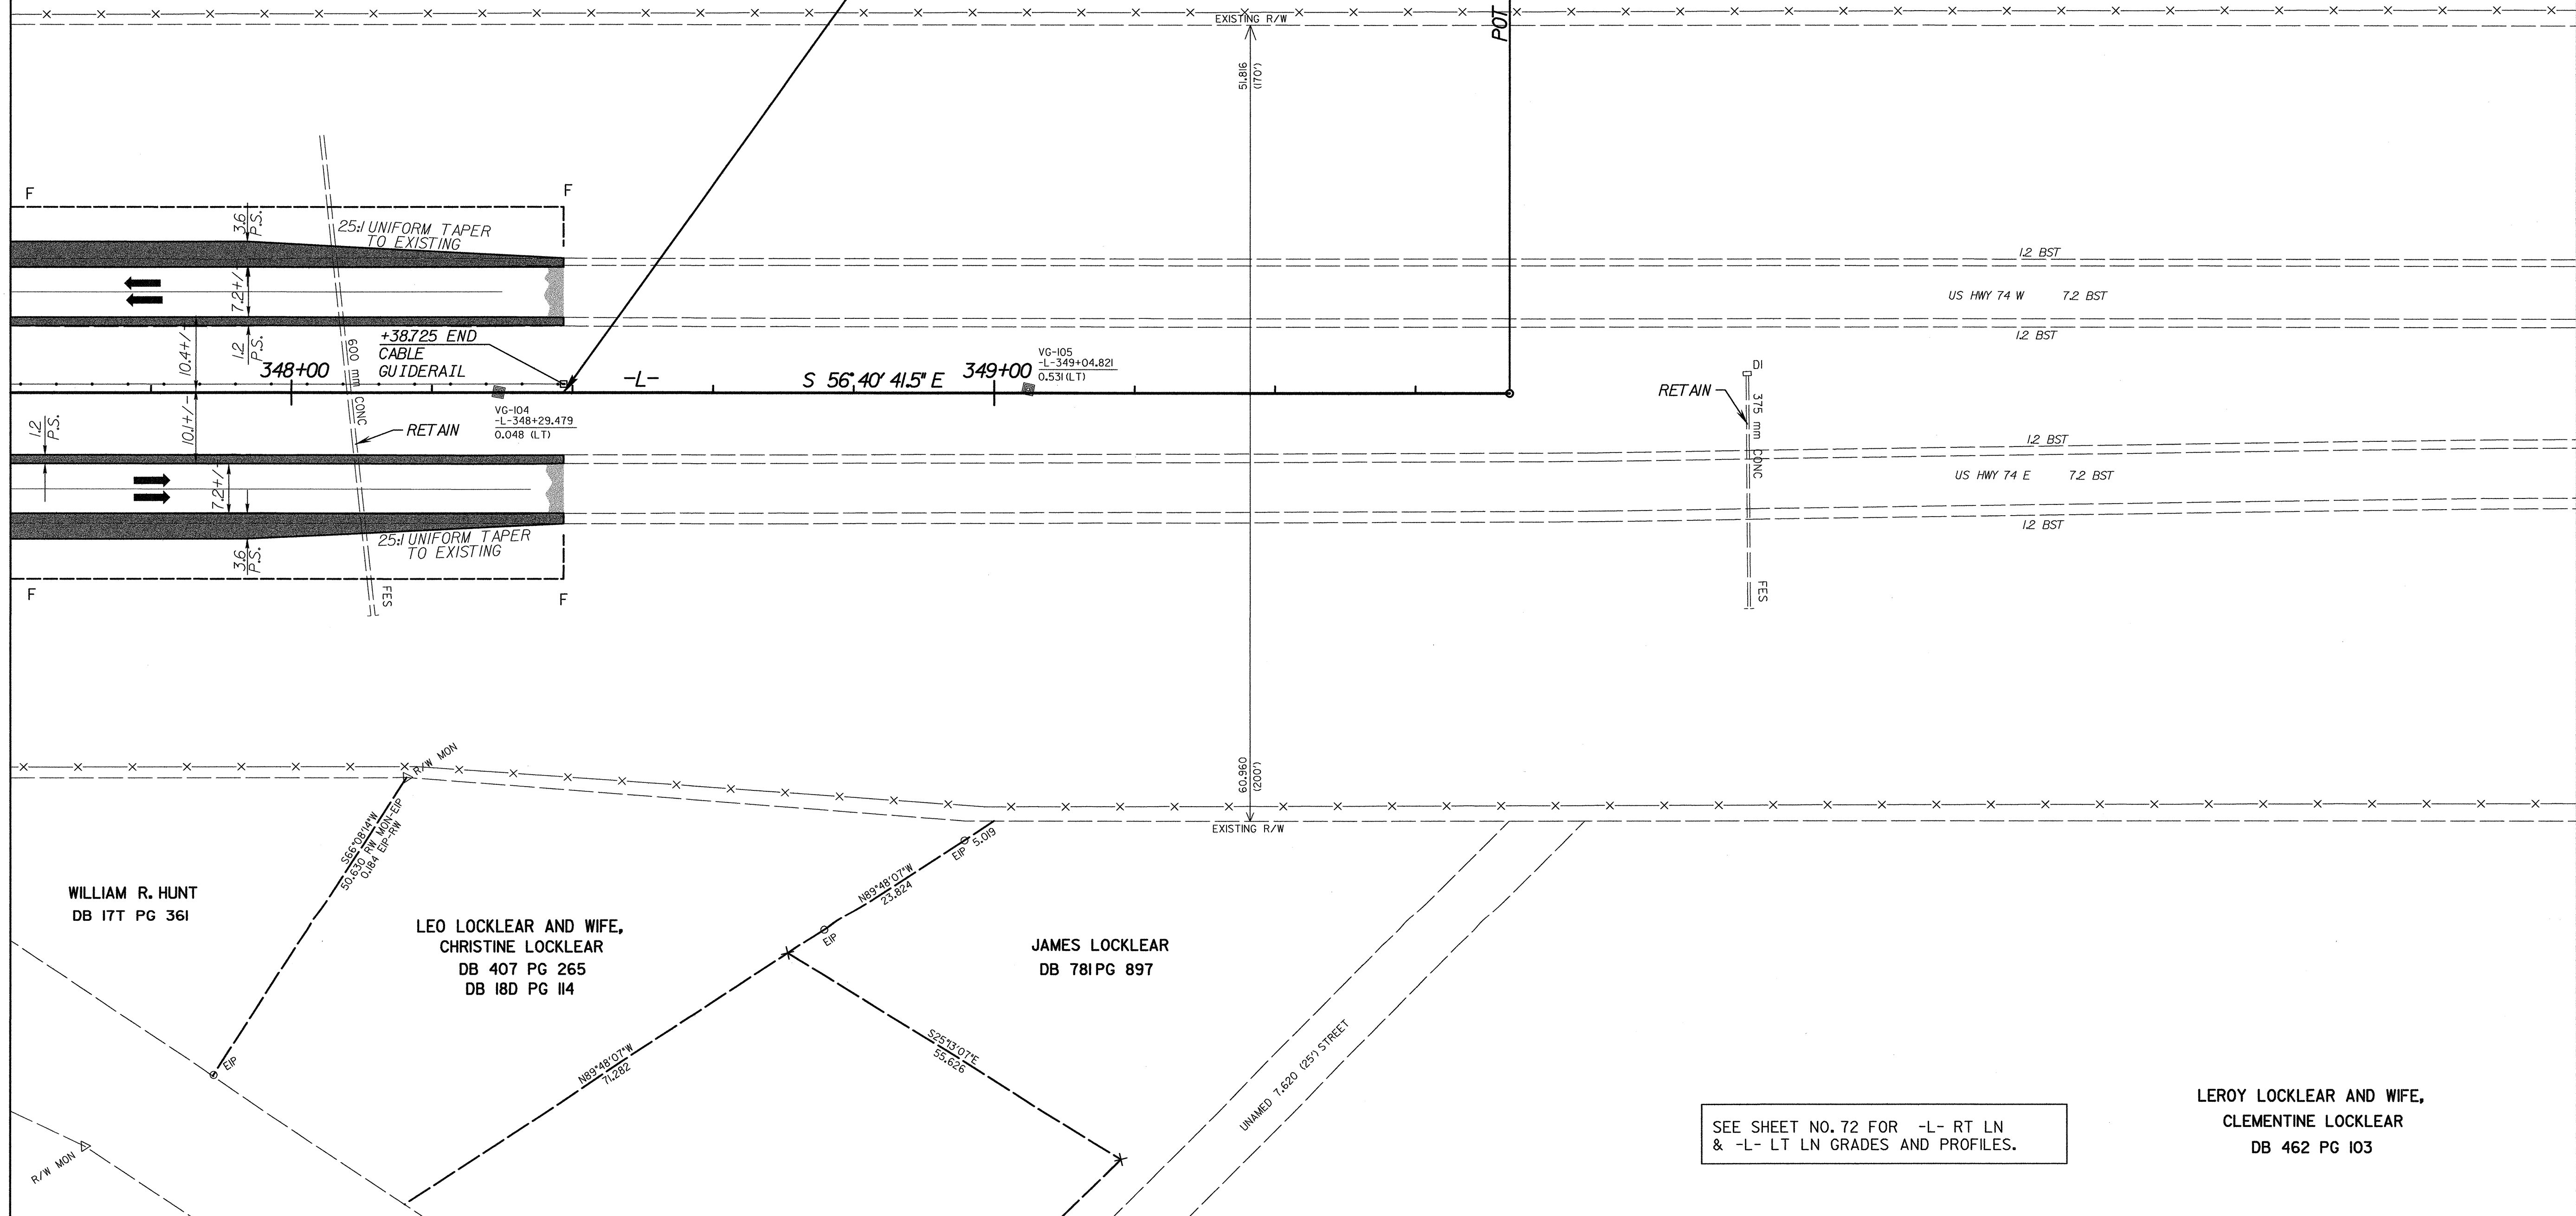 EXISTING R/W
POT
51.816
(170')
F
F
3.6
P.S.
25:1 UNIFORM TAPER
TO EXISTING
1.2 BST
US HWY 74 W 7.2 BST
1.2 BST
7.2+/-
1.2
P.S.
10.4+/-
600 mm CONC
+38.725 END
CABLE
GUIDERAIL
348+00
-L-
S 56° 40' 41.5" E
349+00
VG-105
-L-349+04.821
0.531(LT)
VG-104
-L-348+29.479
0.048 (LT)
DI
RETAIN
375 mm CONC
1.2
P.S.
10.1+/-
RETAIN
1.2 BST
US HWY 74 E 7.2 BST
1.2 BST
7.2+/-
3.6
P.S.
25:1 UNIFORM TAPER
TO EXISTING
F
F
FES
FES
60.960
(200')
EXISTING R/W
R/W MON
S66°08'14"W
50.630 RW MON-EIP
0.184 EIP-RW
5.019
EIP
N89°48'07"W
23.824
EIP
WILLIAM R. HUNT
DB 17T PG 361
LEO LOCKLEAR AND WIFE,
CHRISTINE LOCKLEAR
DB 407 PG 265
DB 18D PG 114
JAMES LOCKLEAR
DB 781 PG 897
EIP
N89°48'07"W
71.282
S25°13'07"E
55.626
UNAMED 7.620 (25') STREET
R/W MON
SEE SHEET NO. 72 FOR -L- RT LN
& -L- LT LN GRADES AND PROFILES.
LEROY LOCKLEAR AND WIFE,
CLEMENTINE LOCKLEAR
DB 462 PG 103